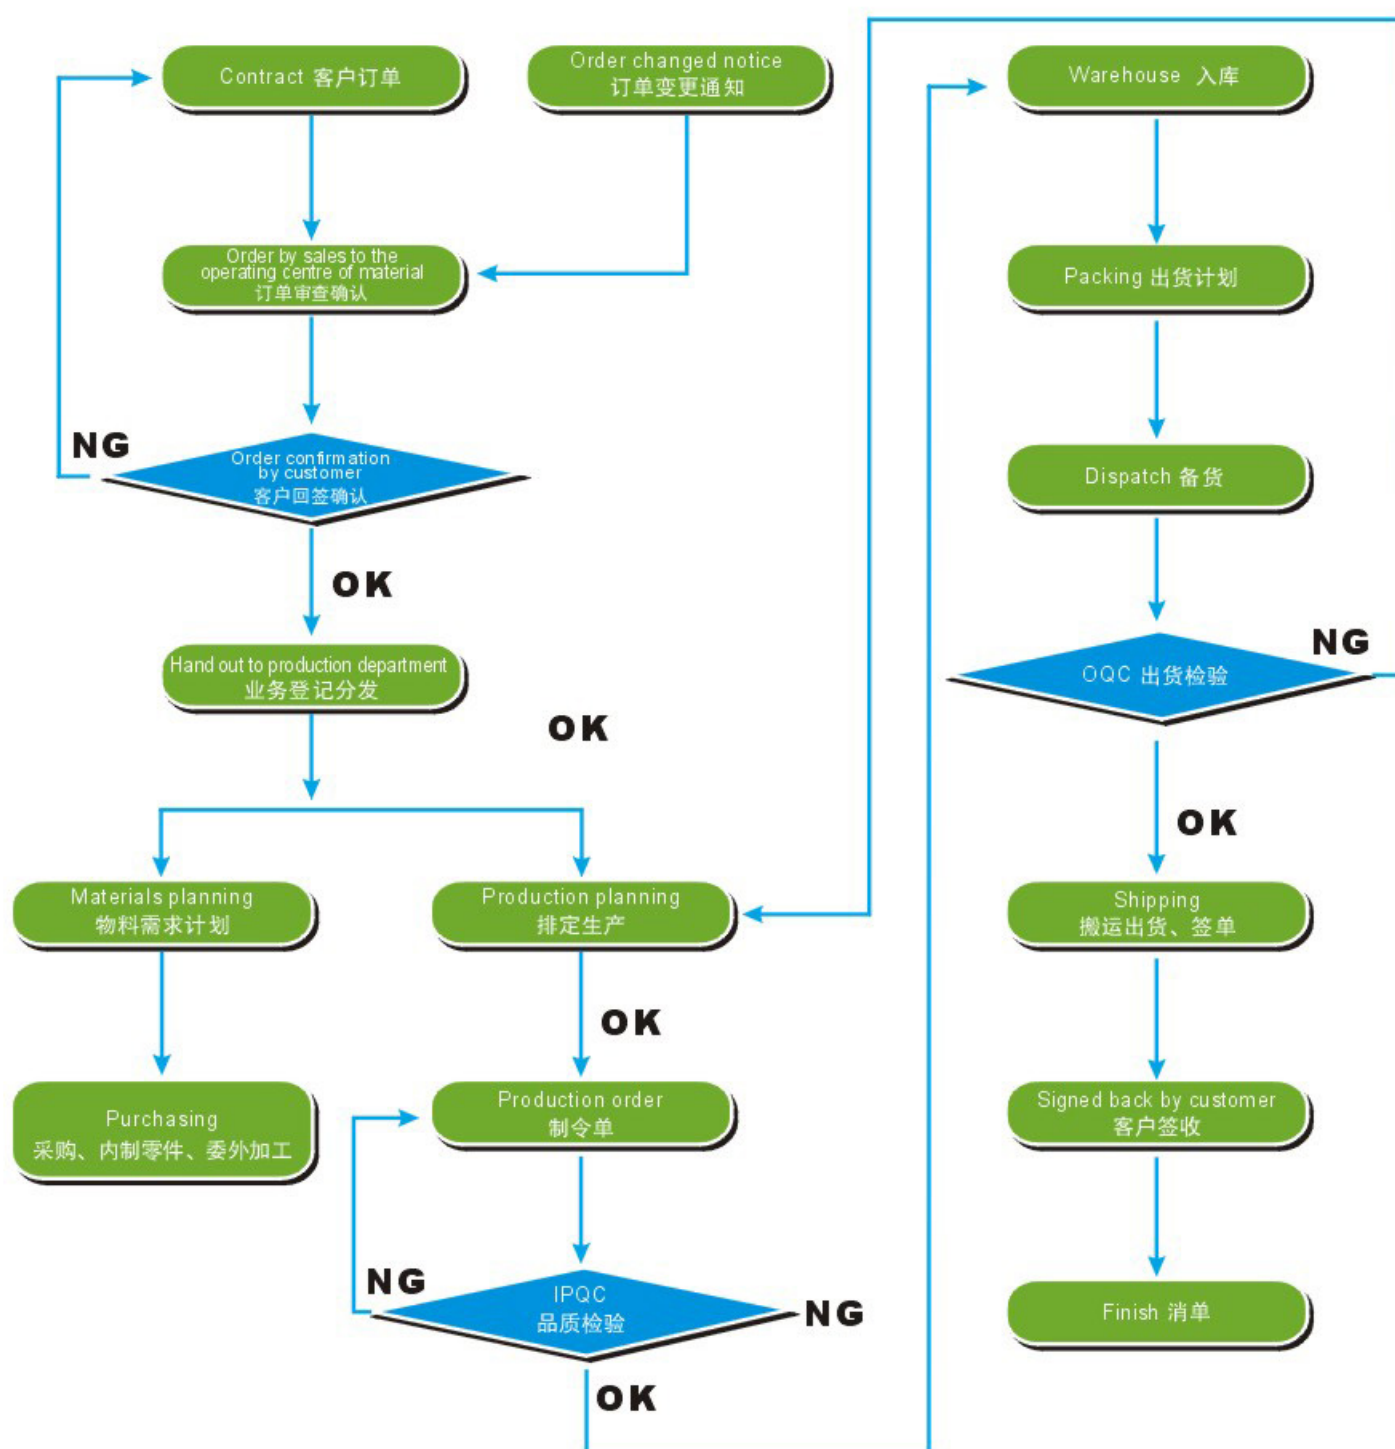 Contract 客户订单
Order changed notice
订单变更通知
Order by sales to the
operating centre of material
订单审查确认
NG
Order confirmation
by customer
客户回签确认
OK
Hand out to production department
业务登记分发
OK
Materials planning
物料需求计划
Production planning
排定生产
OK
Purchasing
采购、内制零件、委外加工
Production order
制令单
NG
IPQC
品质检验
NG
OK
Warehouse 入库
Packing 出货计划
Dispatch 备货
NG
OQC 出货检验
OK
Shipping
搬运出货、签单
Signed back by customer
客户签收
Finish 消单